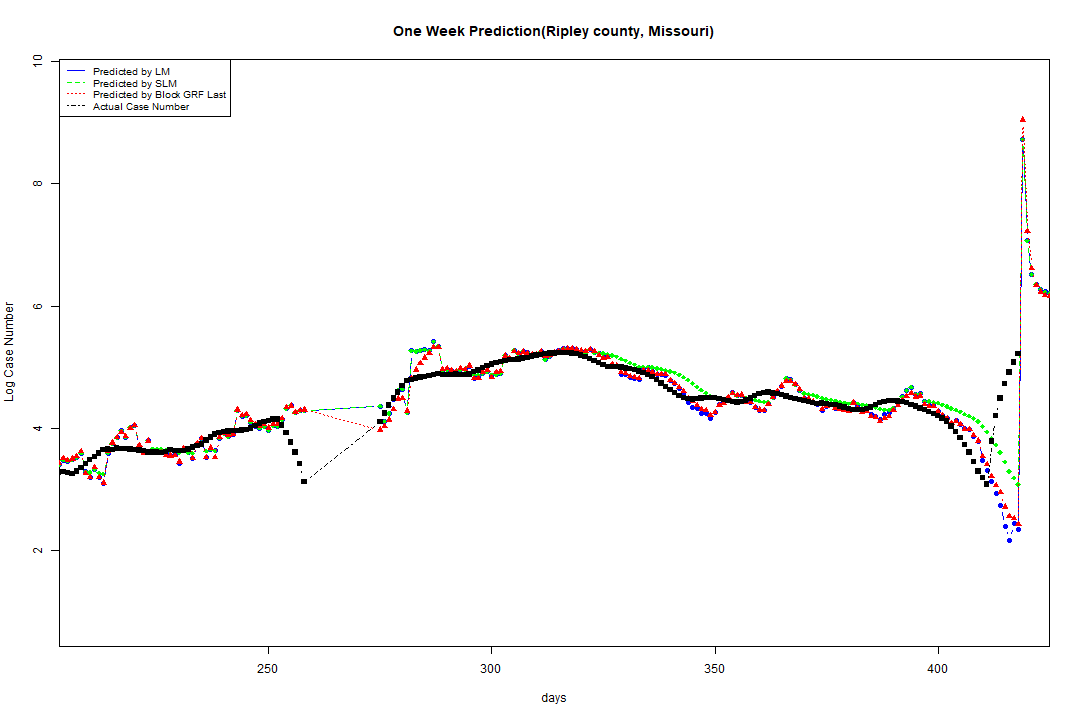 One Week Prediction(Ripley county, Missouri)
Predicted by LM
Predicted by SLM
Predicted by Block GRF Last
Actual Case Number
Log Case Number
10
8
6
4
2
250
300
350
400
days